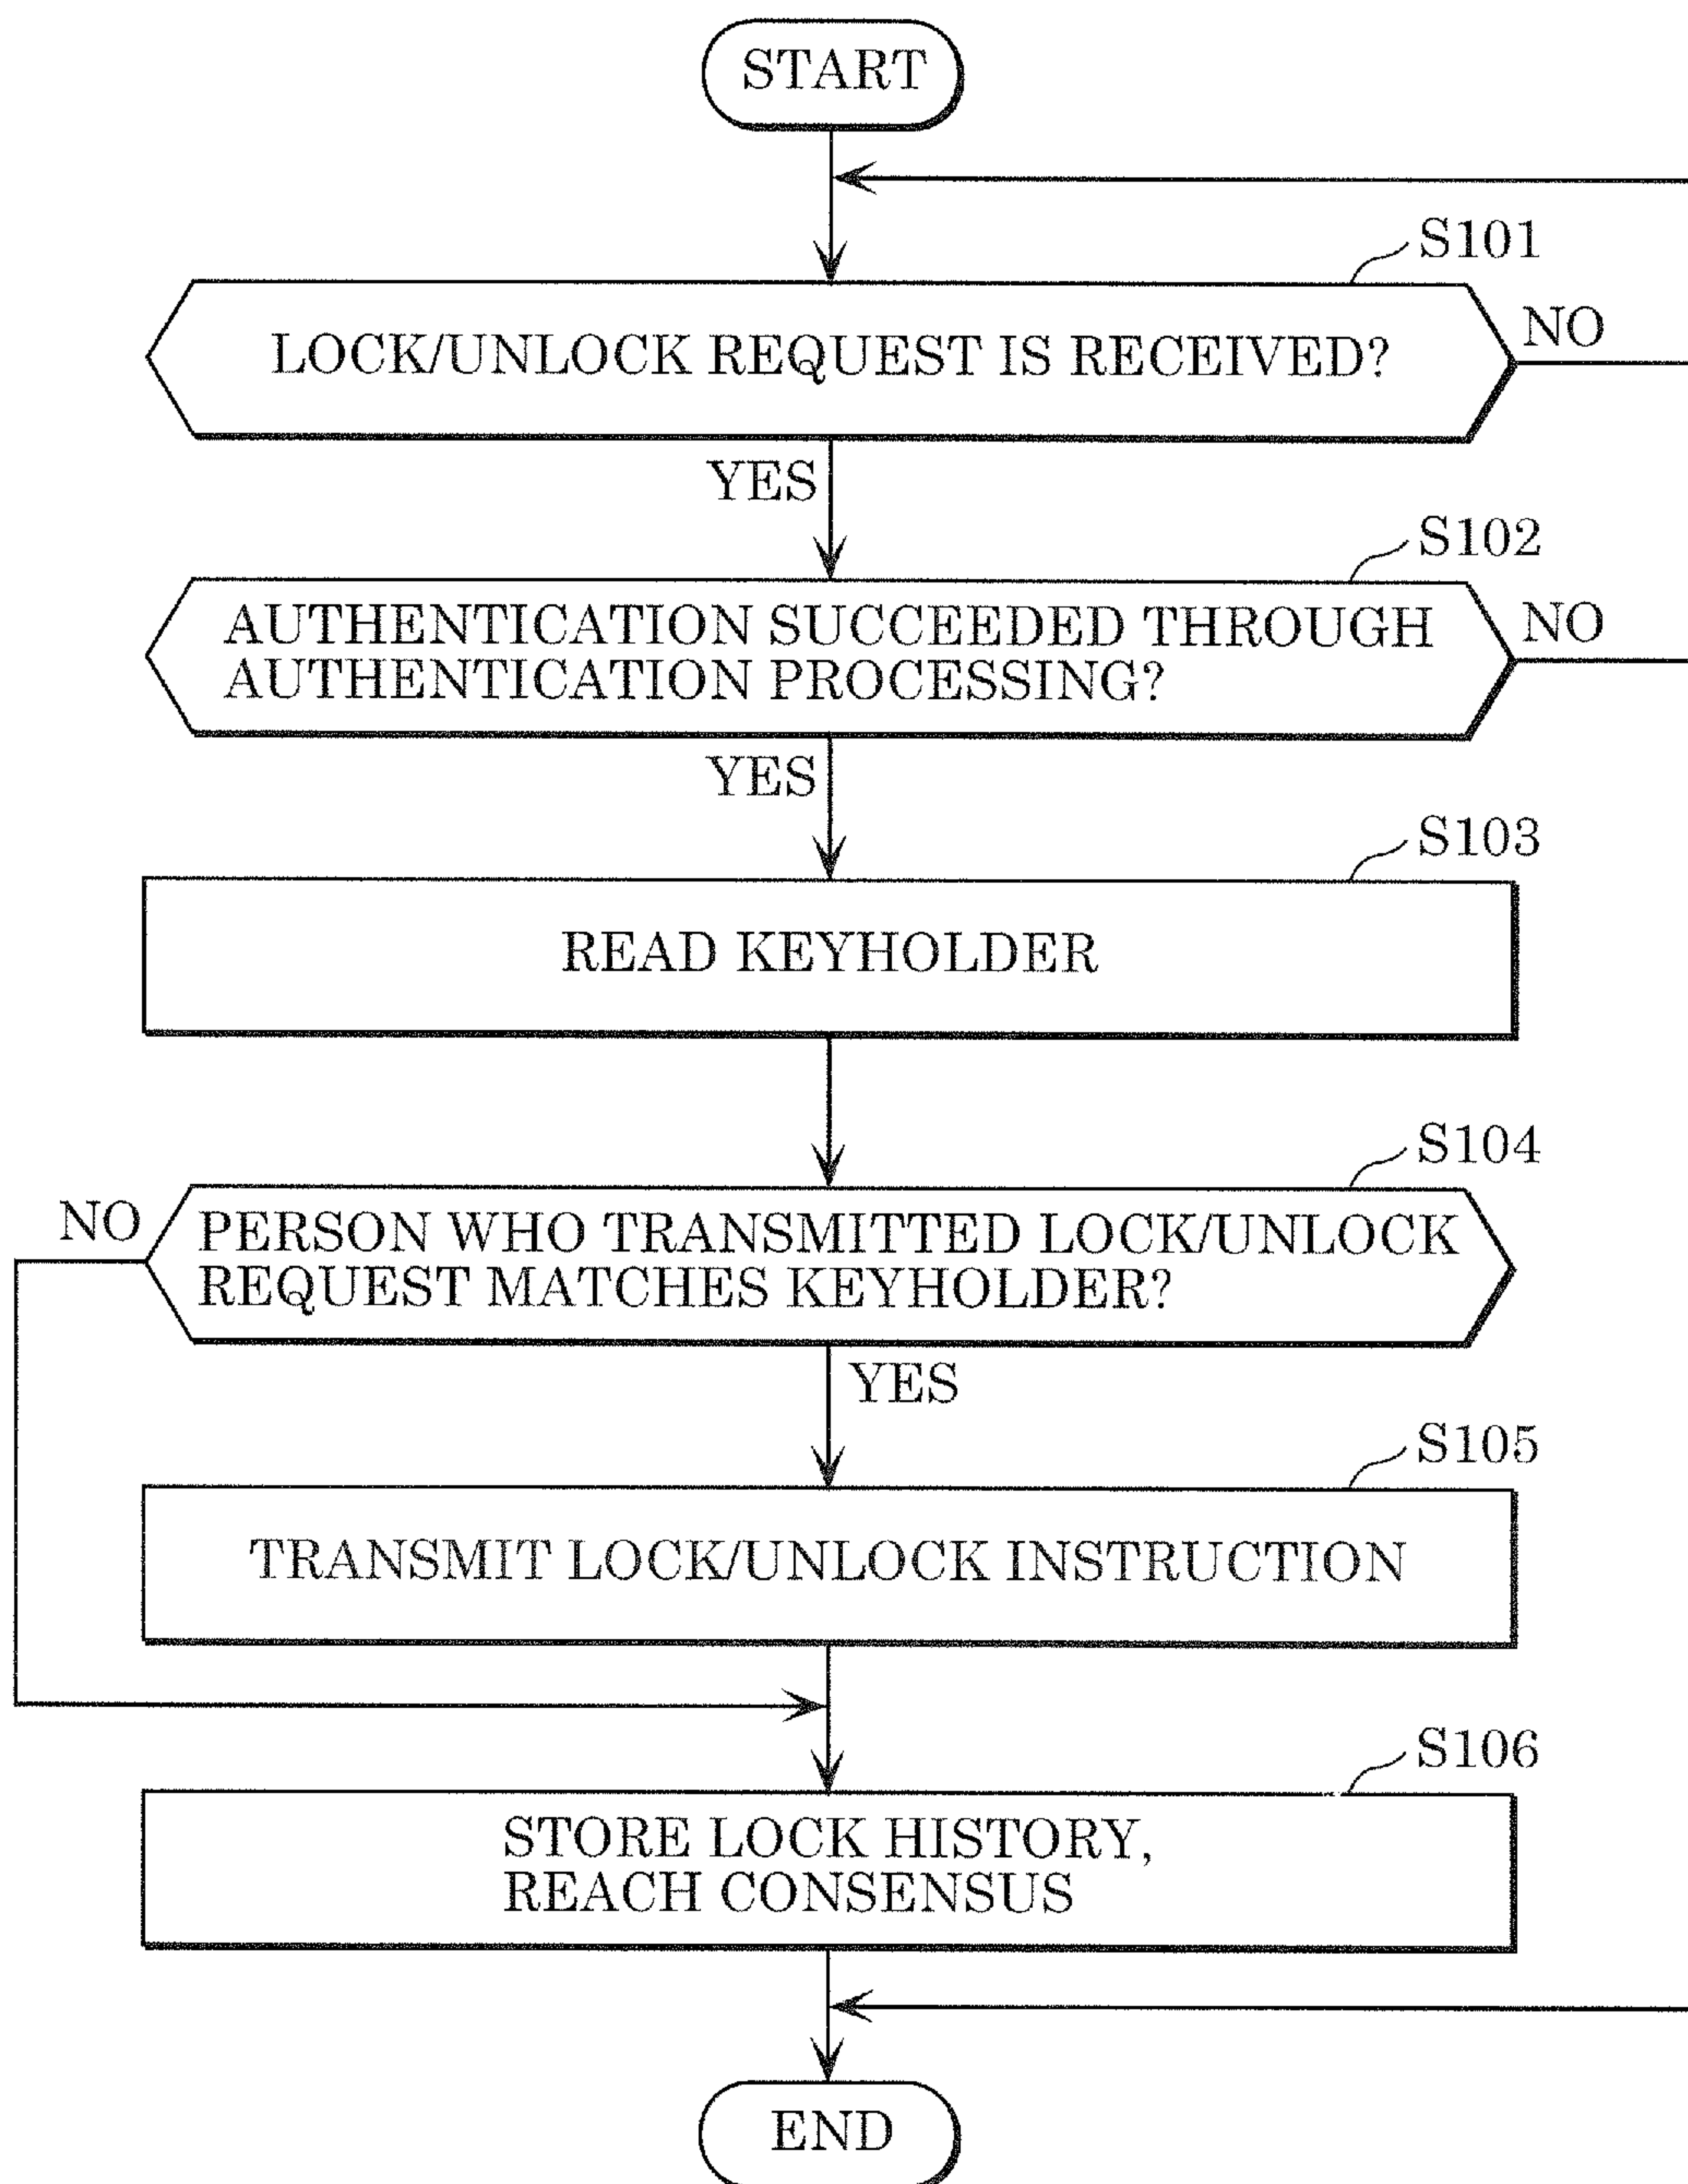 START
S101
LOCK/UNLOCK REQUEST IS RECEIVED?
NO
YES
S102
AUTHENTICATION SUCCEEDED THROUGH
AUTHENTICATION PROCESSING?
NO
YES
S103
READ KEYHOLDER
S104
NO
PERSON WHO TRANSMITTED LOCK/UNLOCK
REQUEST MATCHES KEYHOLDER?
YES
S105
TRANSMIT LOCK/UNLOCK INSTRUCTION
S106
STORE LOCK HISTORY,
REACH CONSENSUS
END